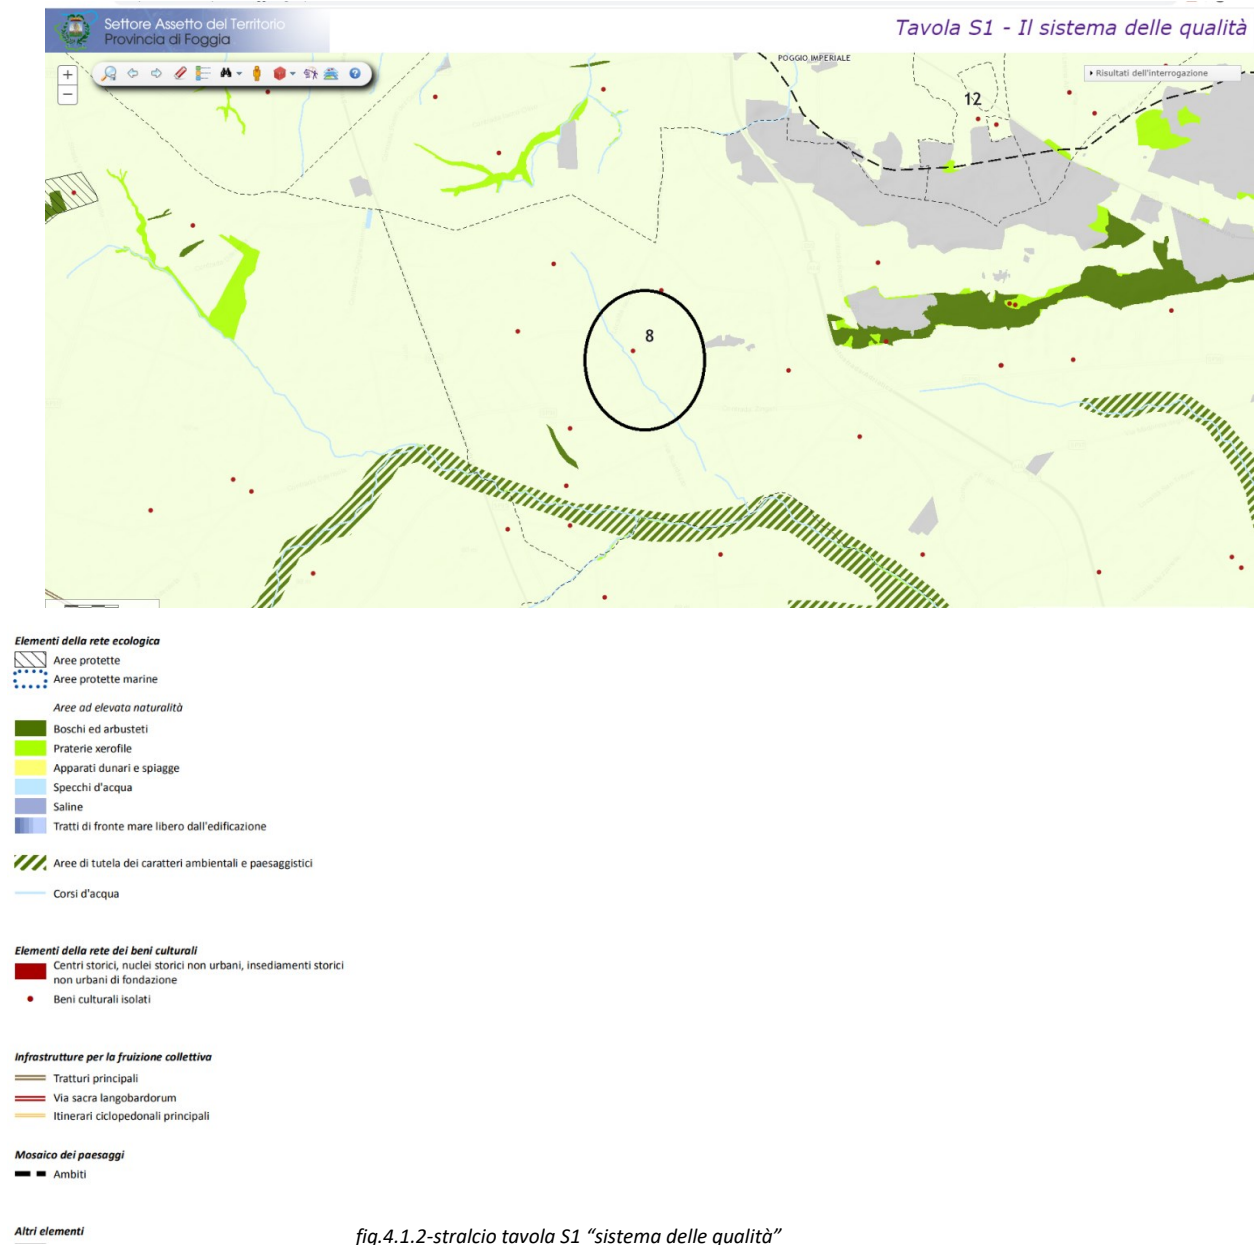 Settore Assetto del Territorio
Provincia di Foggia
Tavola S1 - Il sistema delle qualità
POGGIO IMPERIALE
Risultati dell'interrogazione
+
−
12
8
Elementi della rete ecologica
Aree protette
Aree protette marine
Aree ad elevata naturalità
Boschi ed arbusteti
Praterie xerofile
Apparati dunari e spiagge
Specchi d'acqua
Saline
Tratti di fronte mare libero dall'edificazione
Aree di tutela dei caratteri ambientali e paesaggistici
Corsi d'acqua
Elementi della rete dei beni culturali
Centri storici, nuclei storici non urbani, insediamenti storici
non urbani di fondazione
Beni culturali isolati
Infrastrutture per la fruizione collettiva
Tratturi principali
Via sacra langobardorum
Itinerari ciclopedonali principali
Mosaico dei paesaggi
Ambiti
Altri elementi
fig.4.1.2-stralcio tavola S1 “sistema delle qualità”